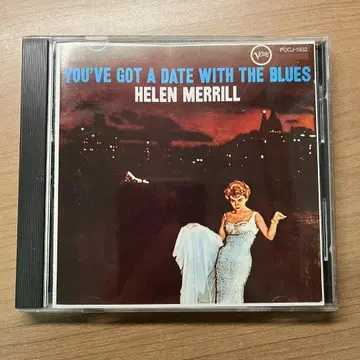 Verve
POCJ-1932
YOU'VE GOT A DATE WITH THE BLUES
HELEN MERRILL